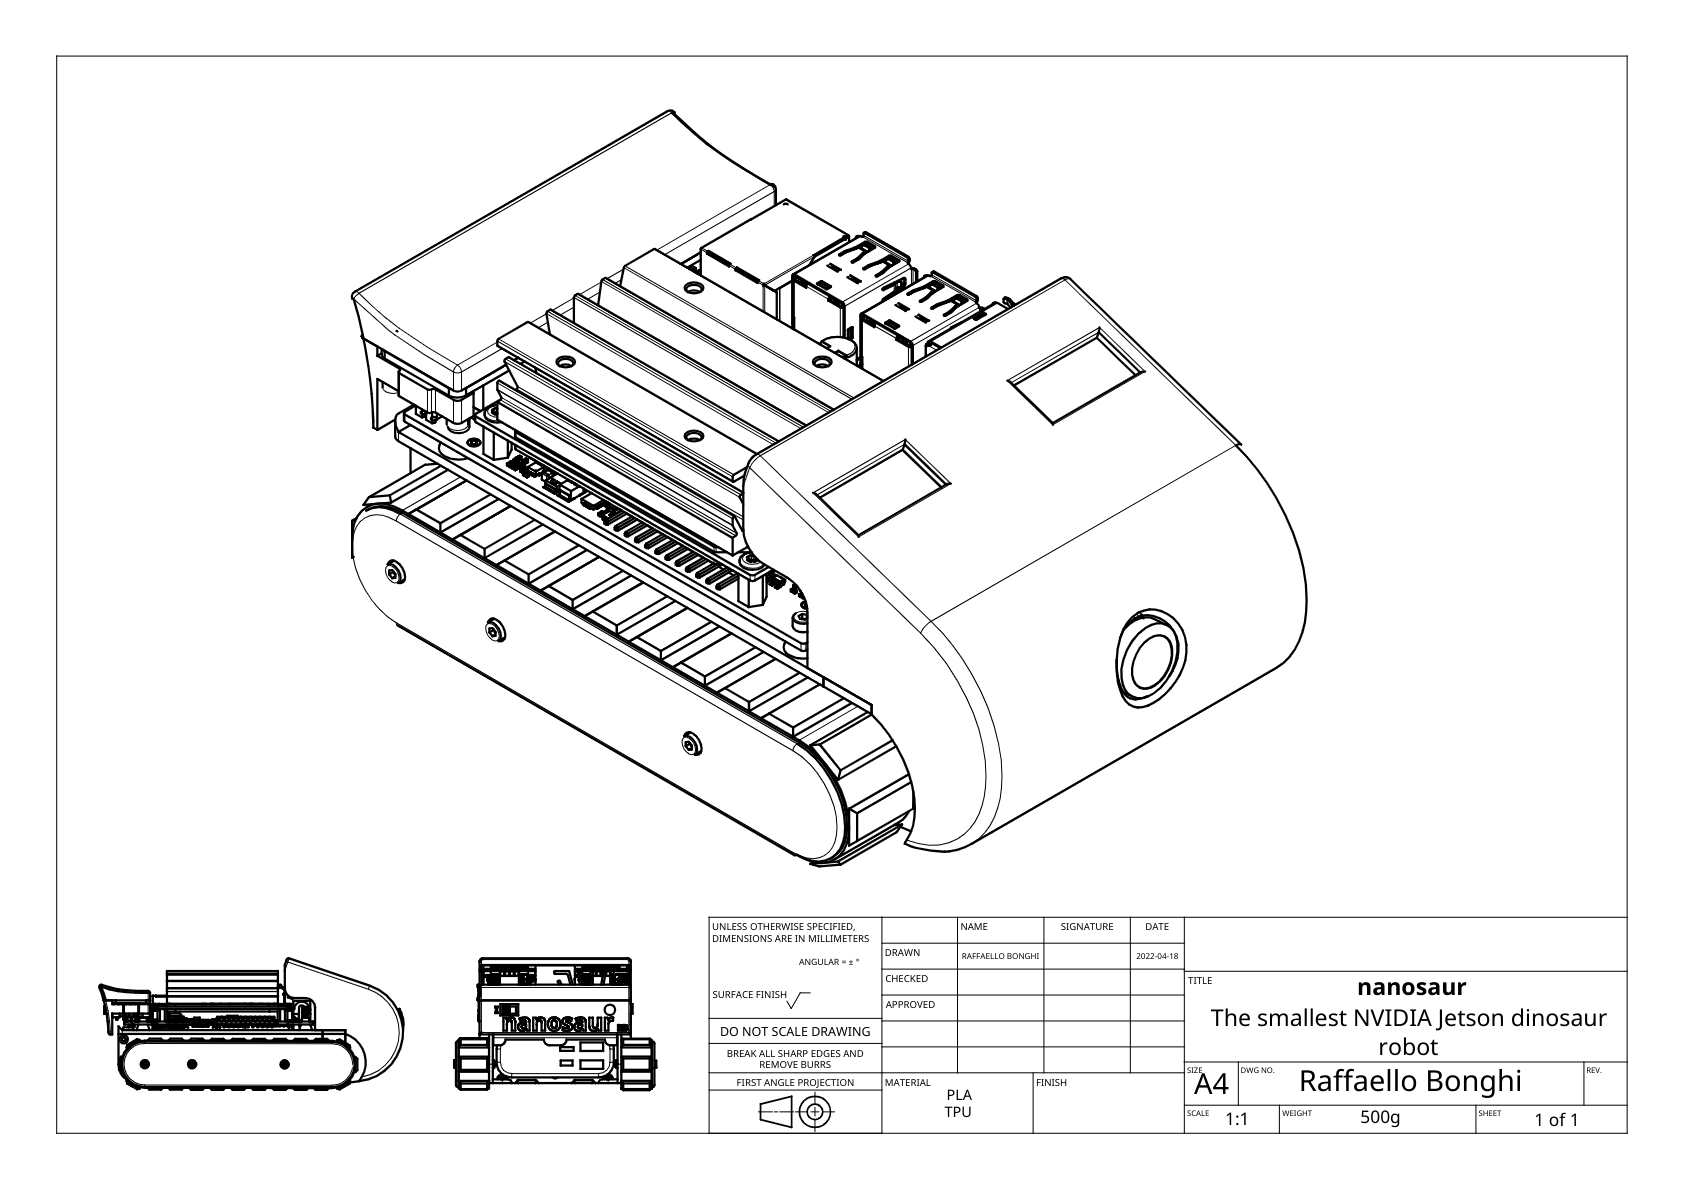 nanosaur
UNLESS OTHERWISE SPECIFIED,
DIMENSIONS ARE IN MILLIMETERS
ANGULAR = ± °
SURFACE FINISH
DO NOT SCALE DRAWING
BREAK ALL SHARP EDGES AND
REMOVE BURRS
FIRST ANGLE PROJECTION
NAME SIGNATURE DATE
DRAWN RAFFAELLO BONGHI 2022-04-18
CHECKED
APPROVED
MATERIAL
PLA
TPU
FINISH
TITLE
nanosaur
The smallest NVIDIA Jetson dinosaur
robot
SIZE
A4
DWG NO.
Raffaello Bonghi
REV.
SCALE 1:1
WEIGHT 500g
SHEET 1 of 1